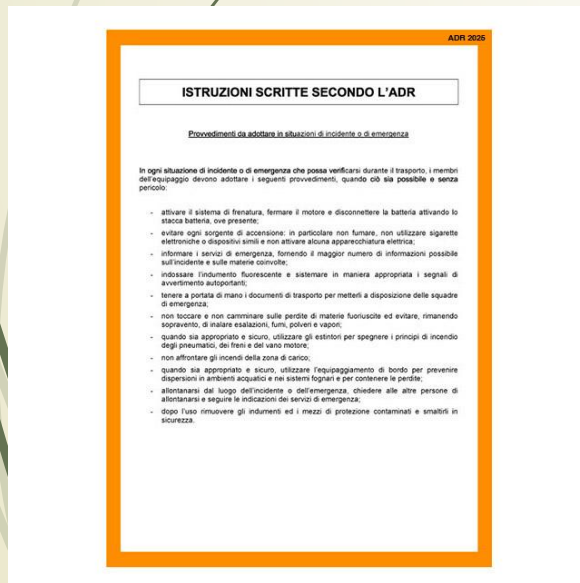 ADR 2025
ISTRUZIONI SCRITTE SECONDO L'ADR
Provvedimenti da adottare in situazioni di incidente o di emergenza
In ogni situazione di incidente o di emergenza che possa verificarsi durante il trasporto, i membri
dell'equipaggio devono adottare i seguenti provvedimenti, quando ciò sia possibile e senza
pericolo:
- attivare il sistema di frenatura, fermare il motore e disconnettere la batteria attivando lo
stacca batteria, ove presente;
- evitare ogni sorgente di accensione: in particolare non fumare, non utilizzare sigarette
elettroniche o dispositivi simili e non attivare alcuna apparecchiatura elettrica;
- informare i servizi di emergenza, fornendo il maggior numero di informazioni possibile
sull'incidente e sulle materie coinvolte;
- indossare l'indumento fluorescente e sistemare in maniera appropriata i segnali di
avvertimento autoportanti;
- tenere a portata di mano i documenti di trasporto per metterli a disposizione delle squadre
di emergenza;
- non toccare e non camminare sulle perdite di materie fuoriuscite ed evitare, rimanendo
sopravento, di inalare esalazioni, fumi, polveri e vapori;
- quando sia appropriato e sicuro, utilizzare gli estintori per spegnere i principi di incendio
degli pneumatici, dei freni e del vano motore;
- non affrontare gli incendi della zona di carico;
- quando sia appropriato e sicuro, utilizzare l'equipaggiamento di bordo per prevenire
dispersioni in ambienti acquatici e nei sistemi fognari e per contenere le perdite;
- allontanarsi dal luogo dell'incidente o dell'emergenza, chiedere alle altre persone di
allontanarsi e seguire le indicazioni dei servizi di emergenza;
- dopo l'uso rimuovere gli indumenti ed i mezzi di protezione contaminati e smaltirli in
sicurezza.